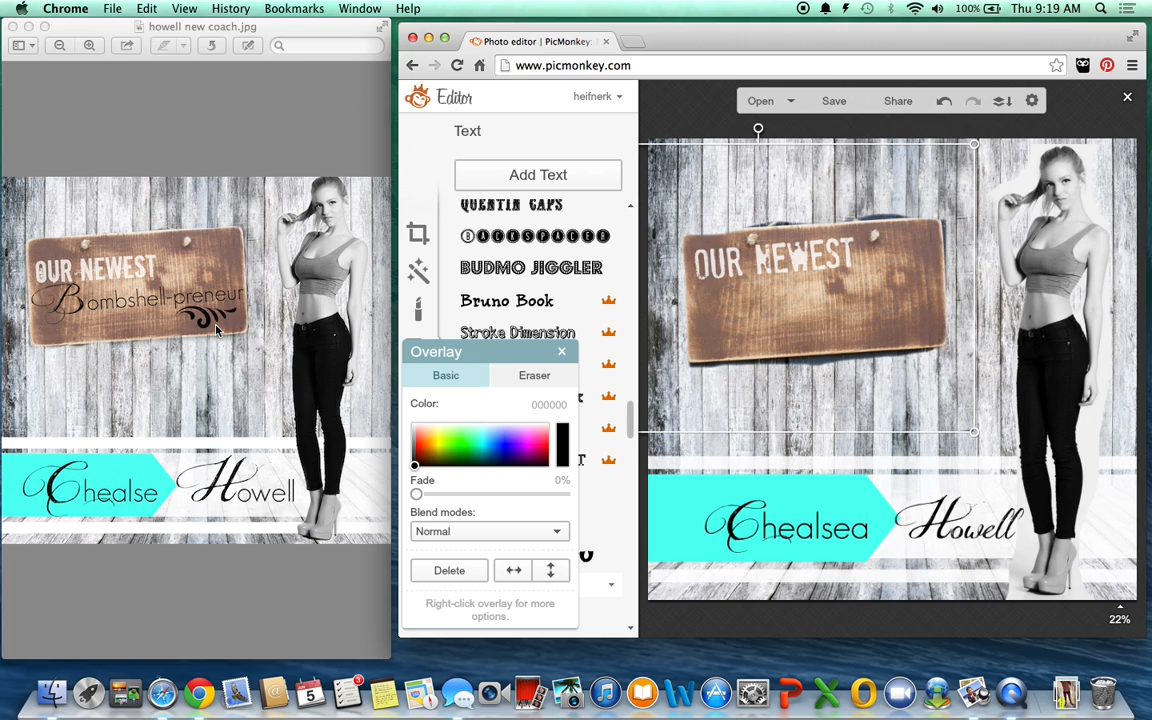 Chrome File Edit View History Bookmarks Window Help
100% Thu 9:19 AM
howell new coach.jpg
OUR NEWEST
Bombshell-preneur
Chealse Howell
Photo editor | PicMonkey:
www.picmonkey.com
Editor
heifnerk
Open Save Share
Text
Add Text
QUENTIN CAPS
BACKSPACER
BUDMO JIGGLER
Bruno Book
Stroke Dimension
Overlay
Basic Eraser
Color: 000000
Fade 0%
Blend modes:
Normal
Delete
Right-click overlay for more
options.
OUR NEWEST
Chealsea Howell
22%